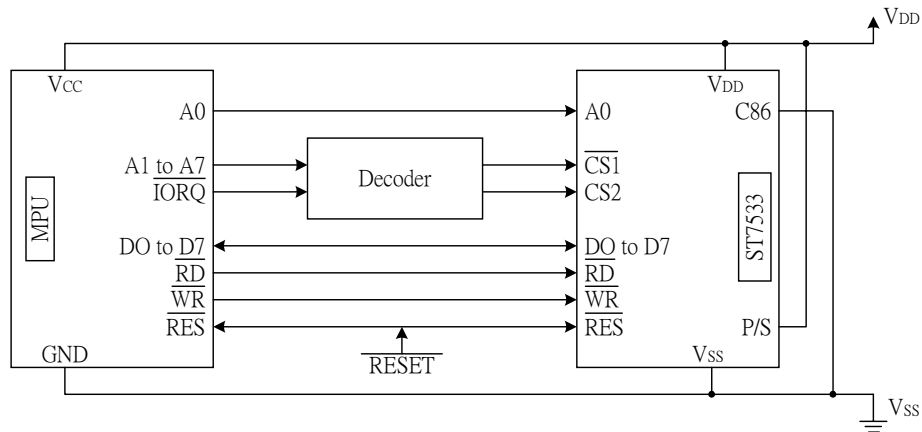 VDD
VCC
A0
A1 to A7
IORQ
MPU
DO to D7
RD
WR
RES
GND
Decoder
RESET
VDD
A0
C86
CS1
CS2
ST7533
DO to D7
RD
WR
RES
P/S
VSS
VSS